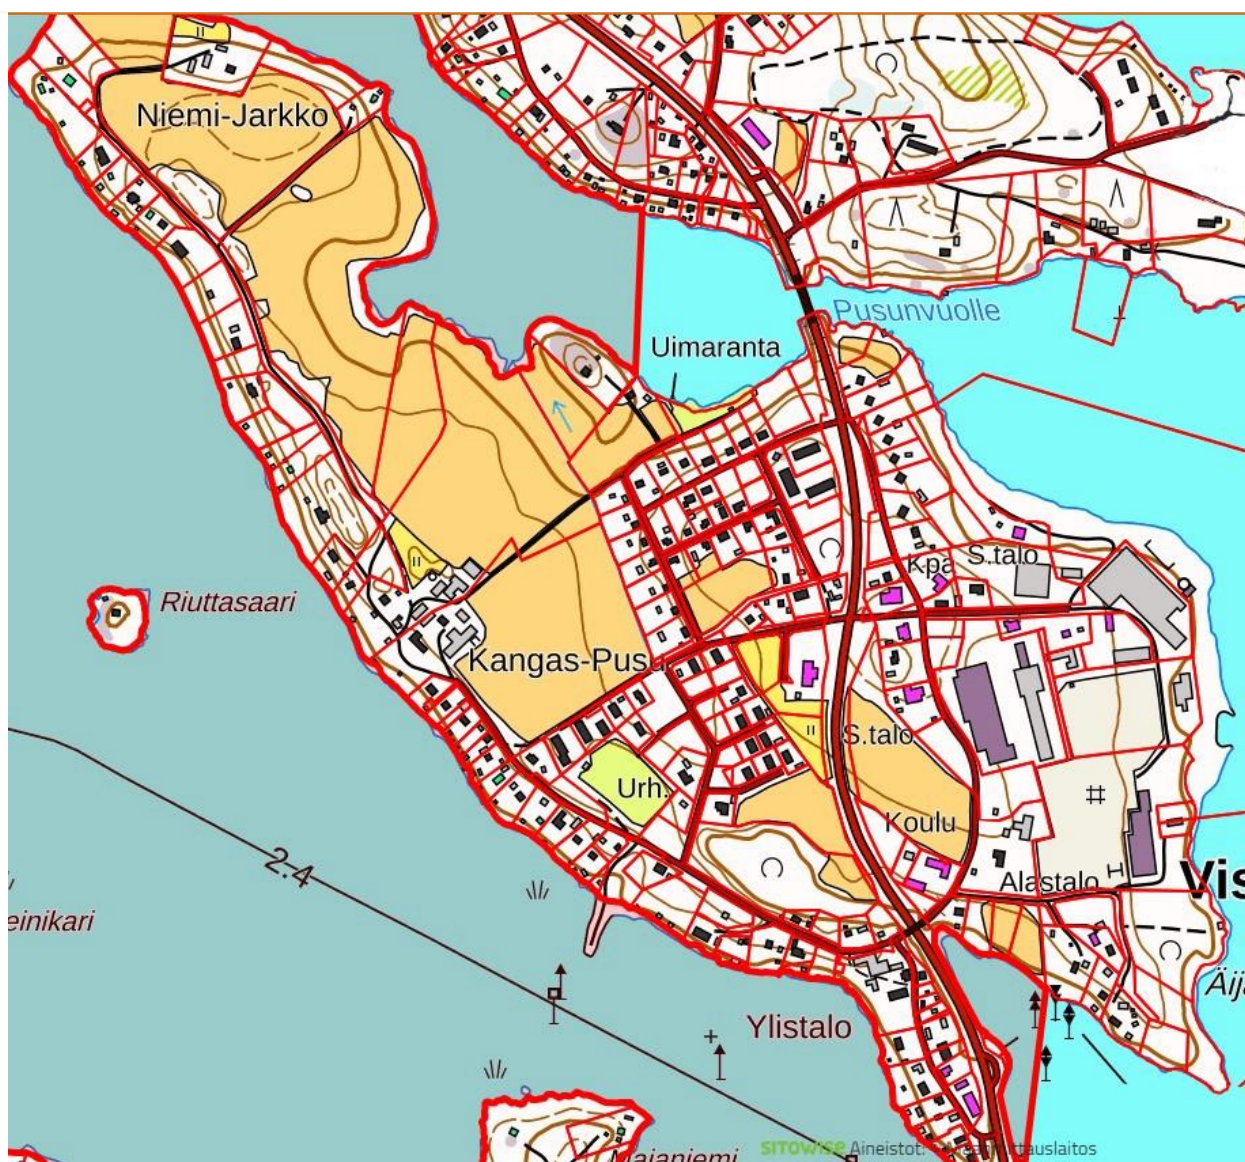 Niemi-Jarkko
Pusunvuolle
Uimaranta
Kpa
S.talo
Riuttasaari
Kangas-Pusu
S.talo
Urh.
Koulu
2.4
Alastalo
Vis
einikari
Äij
Ylistalo
Majaniemi
SITOWISE Aineistot: